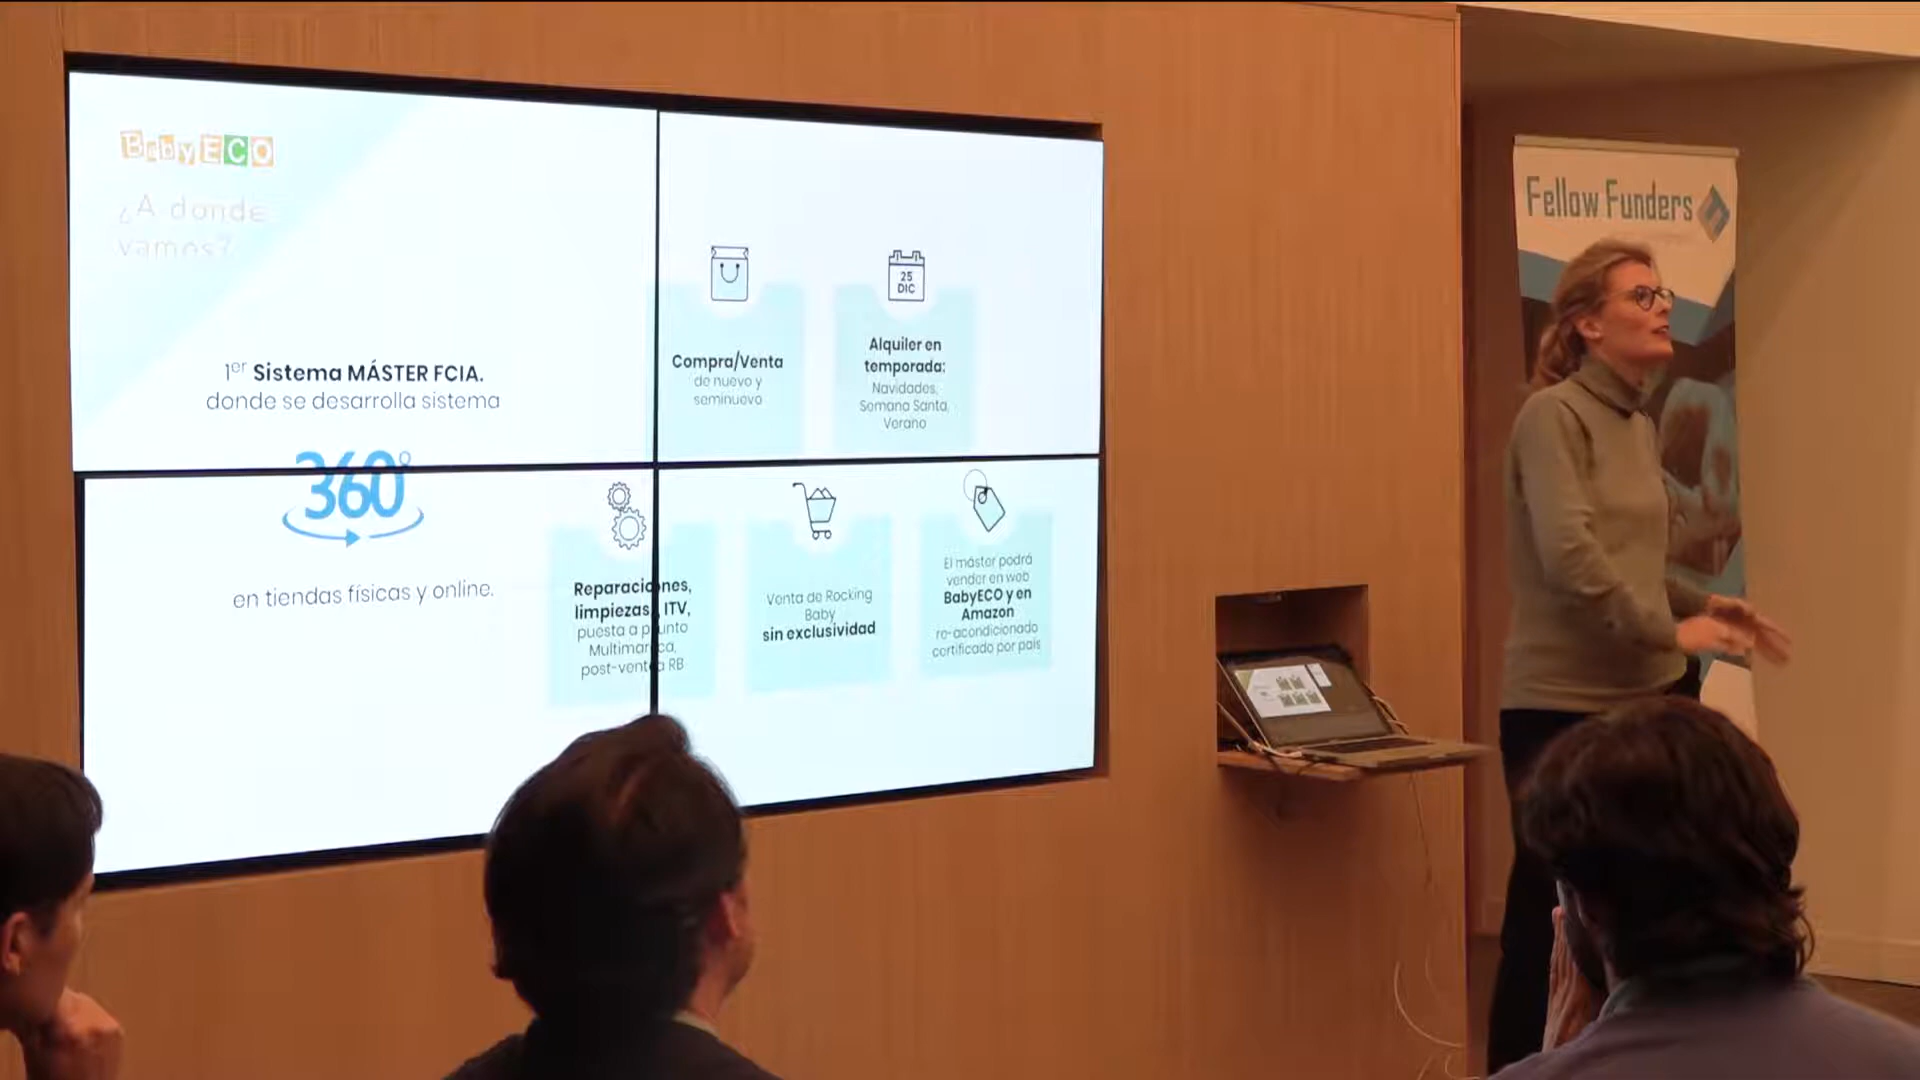 BabyECO
¿A donde
vamos?
1er Sistema MÁSTER FCIA.
donde se desarrolla sistema
360º
en tiendas físicas y online.
Compra/Venta
de nuevo y
seminuevo
25
DIC
Alquiler en
temporada:
Navidades,
Semana Santa,
Verano
Reparaciones,
limpiezas, ITV,
puesta a punto
Multimarca,
post-venta RB
Venta de Rocking
Baby
sin exclusividad
El máster podrá
vender en web
BabyECO y en
Amazon
re-acondicionado
certificado por país
Fellow Funders